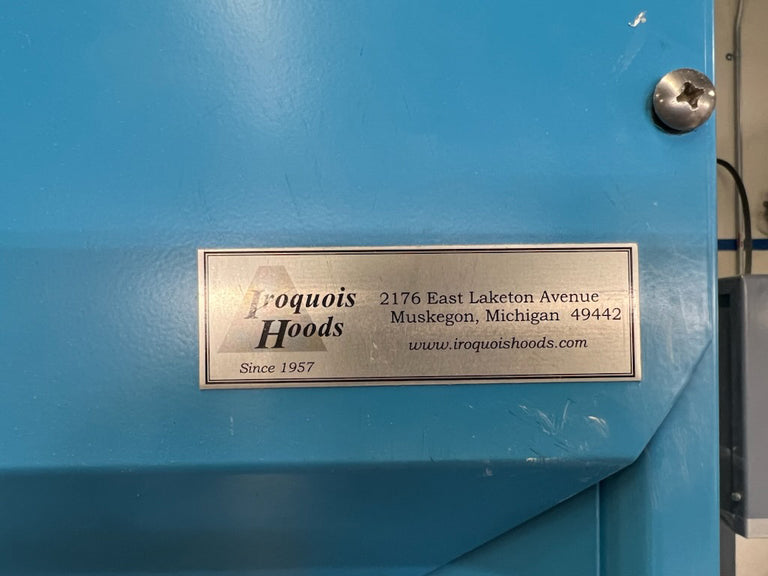 Iroquois
Hoods
Since 1957
2176 East Laketon Avenue
Muskegon, Michigan 49442
www.iroquoishoods.com